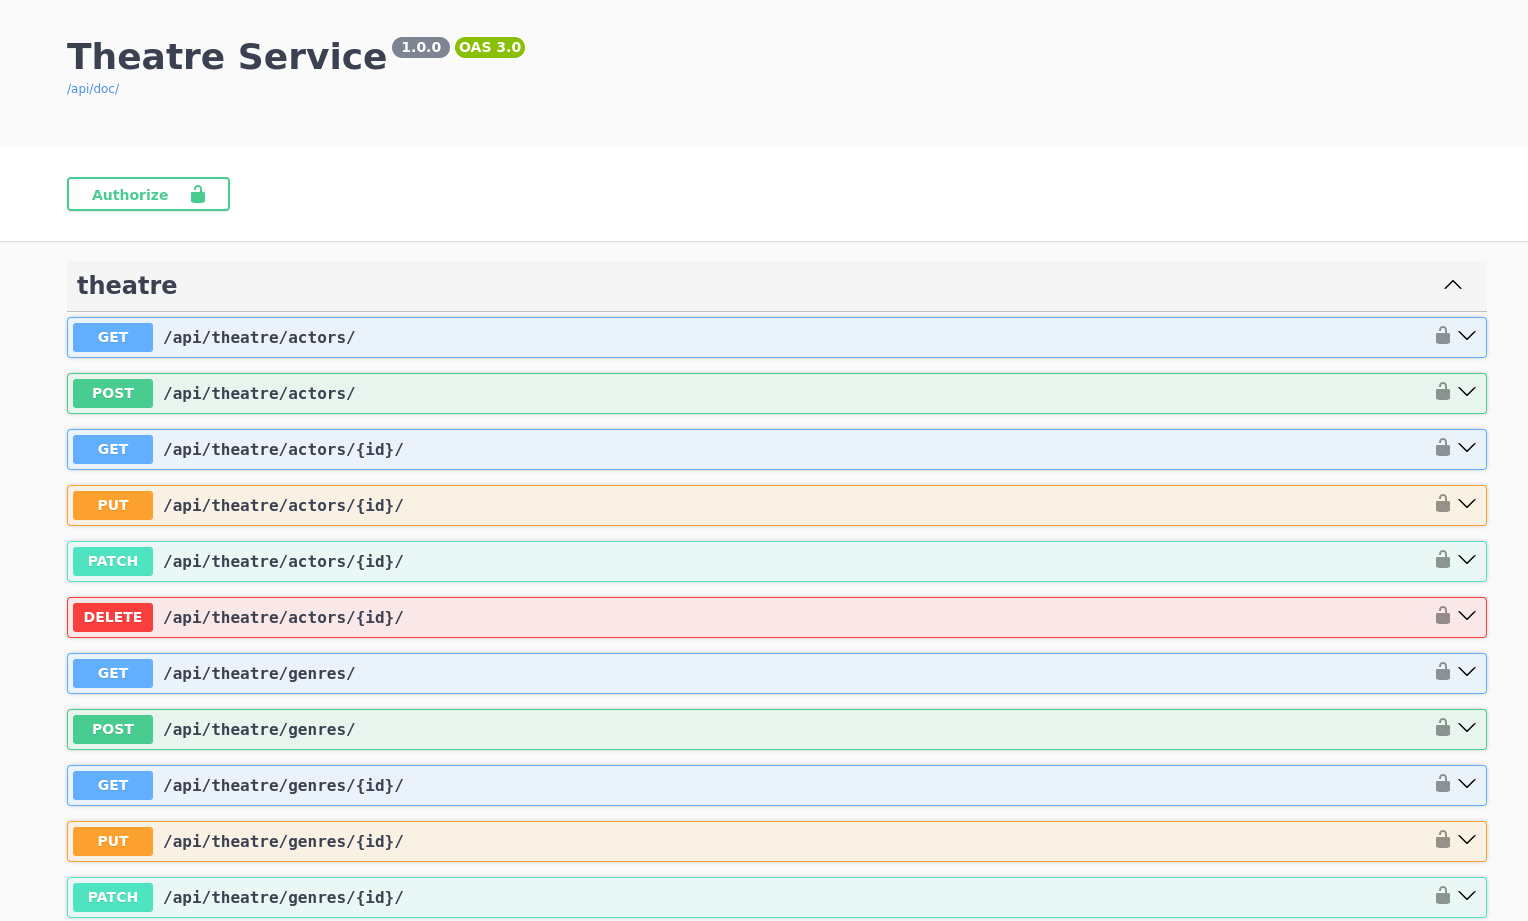 Theatre Service 1.0.0 OAS 3.0
/api/doc/
Authorize
theatre
GET /api/theatre/actors/
POST /api/theatre/actors/
GET /api/theatre/actors/{id}/
PUT /api/theatre/actors/{id}/
PATCH /api/theatre/actors/{id}/
DELETE /api/theatre/actors/{id}/
GET /api/theatre/genres/
POST /api/theatre/genres/
GET /api/theatre/genres/{id}/
PUT /api/theatre/genres/{id}/
PATCH /api/theatre/genres/{id}/